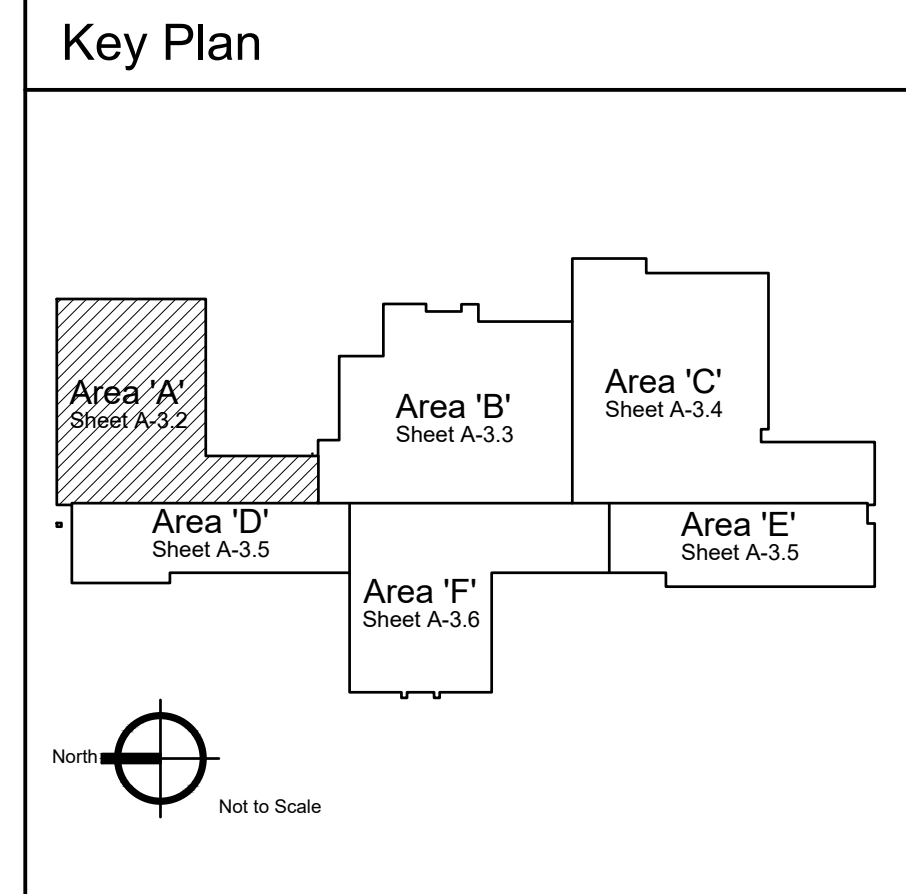 Key Plan
Area 'A'
Sheet A-3.2
Area 'B'
Sheet A-3.3
Area 'C'
Sheet A-3.4
Area 'D'
Sheet A-3.5
Area 'E'
Sheet A-3.5
Area 'F'
Sheet A-3.6
North
Not to Scale